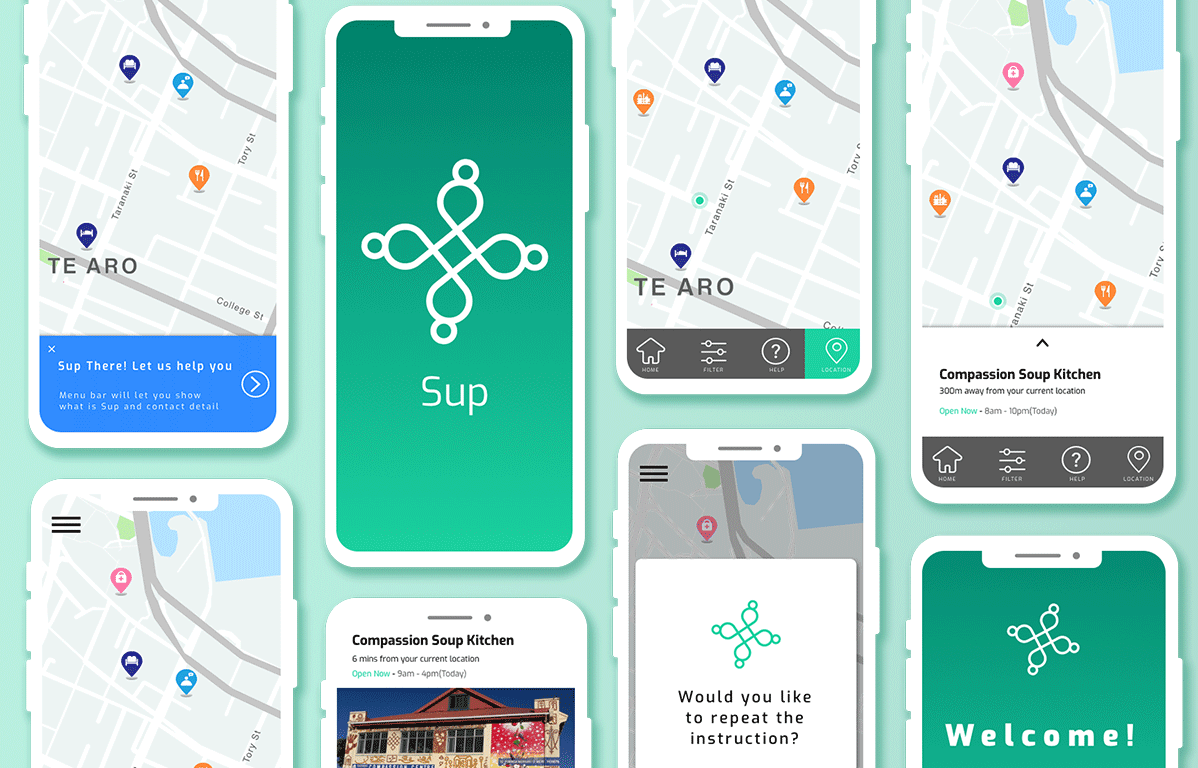 Tory St
Taranaki St
TE ARO
College St
Sup There! Let us help you
Menu bar will let you show
what is Sup and contact detail
Sup
Tory St
Taranaki St
TE ARO
HOME
FILTER
HELP
LOCATION
Tory St
Taranaki St
Compassion Soup Kitchen
300m away from your current location
Open Now - 8am - 10pm(Today)
HOME
FILTER
HELP
LOCATION
Tory St
Compassion Soup Kitchen
6 mins from your current location
Open Now - 9am - 4pm(Today)
Would you like
to repeat the
instruction?
Welcome!